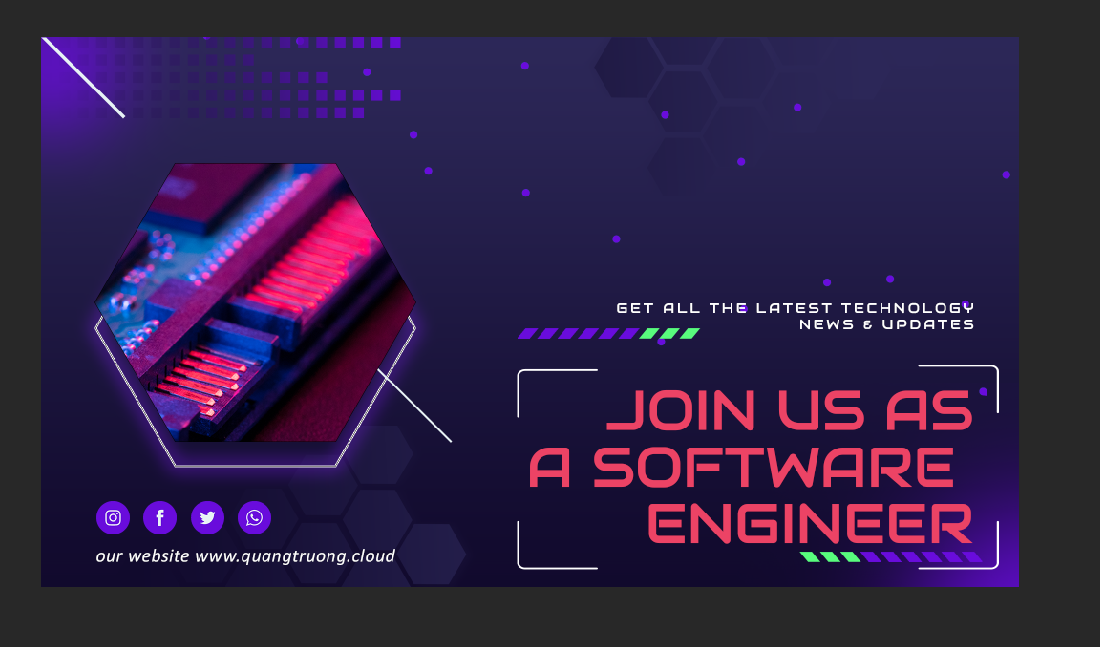 GET ALL THE LATEST TECHNOLOGY
NEWS & UPDATES
JOIN US AS
A SOFTWARE
ENGINEER
our website www.quangtruong.cloud